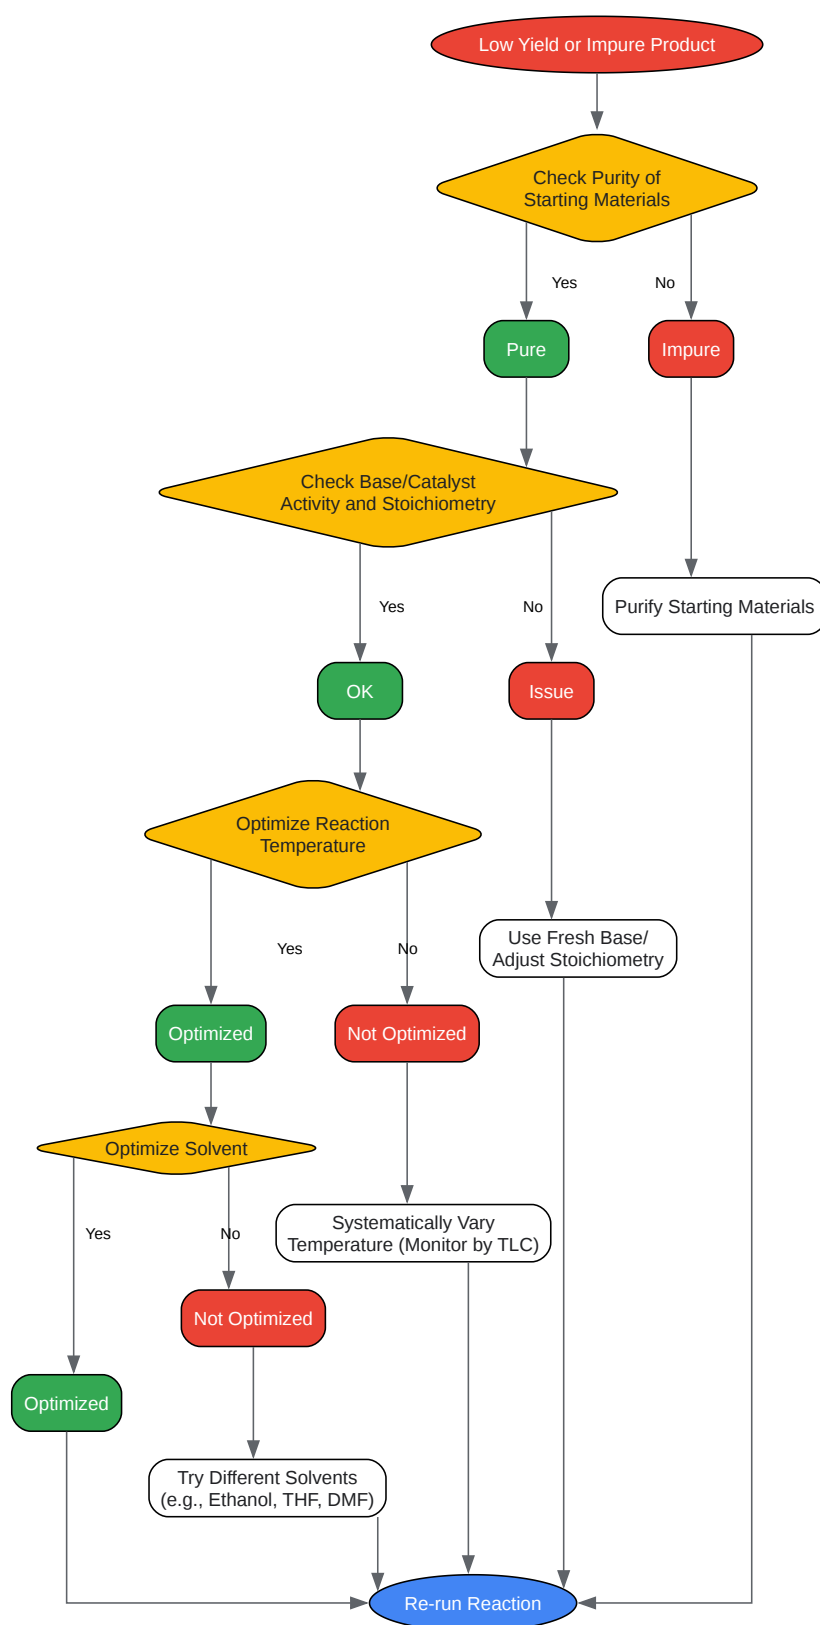 Low Yield or Impure Product
Check Purity of
Starting Materials
Yes
No
Pure
Impure
Check Base/Catalyst
Activity and Stoichiometry
Yes
No
Purify Starting Materials
OK
Issue
Optimize Reaction
Temperature
Yes
No
Use Fresh Base/
Adjust Stoichiometry
Optimized
Not Optimized
Optimize Solvent
Yes
No
Systematically Vary
Temperature (Monitor by TLC)
Not Optimized
Optimized
Try Different Solvents
(e.g., Ethanol, THF, DMF)
Re-run Reaction